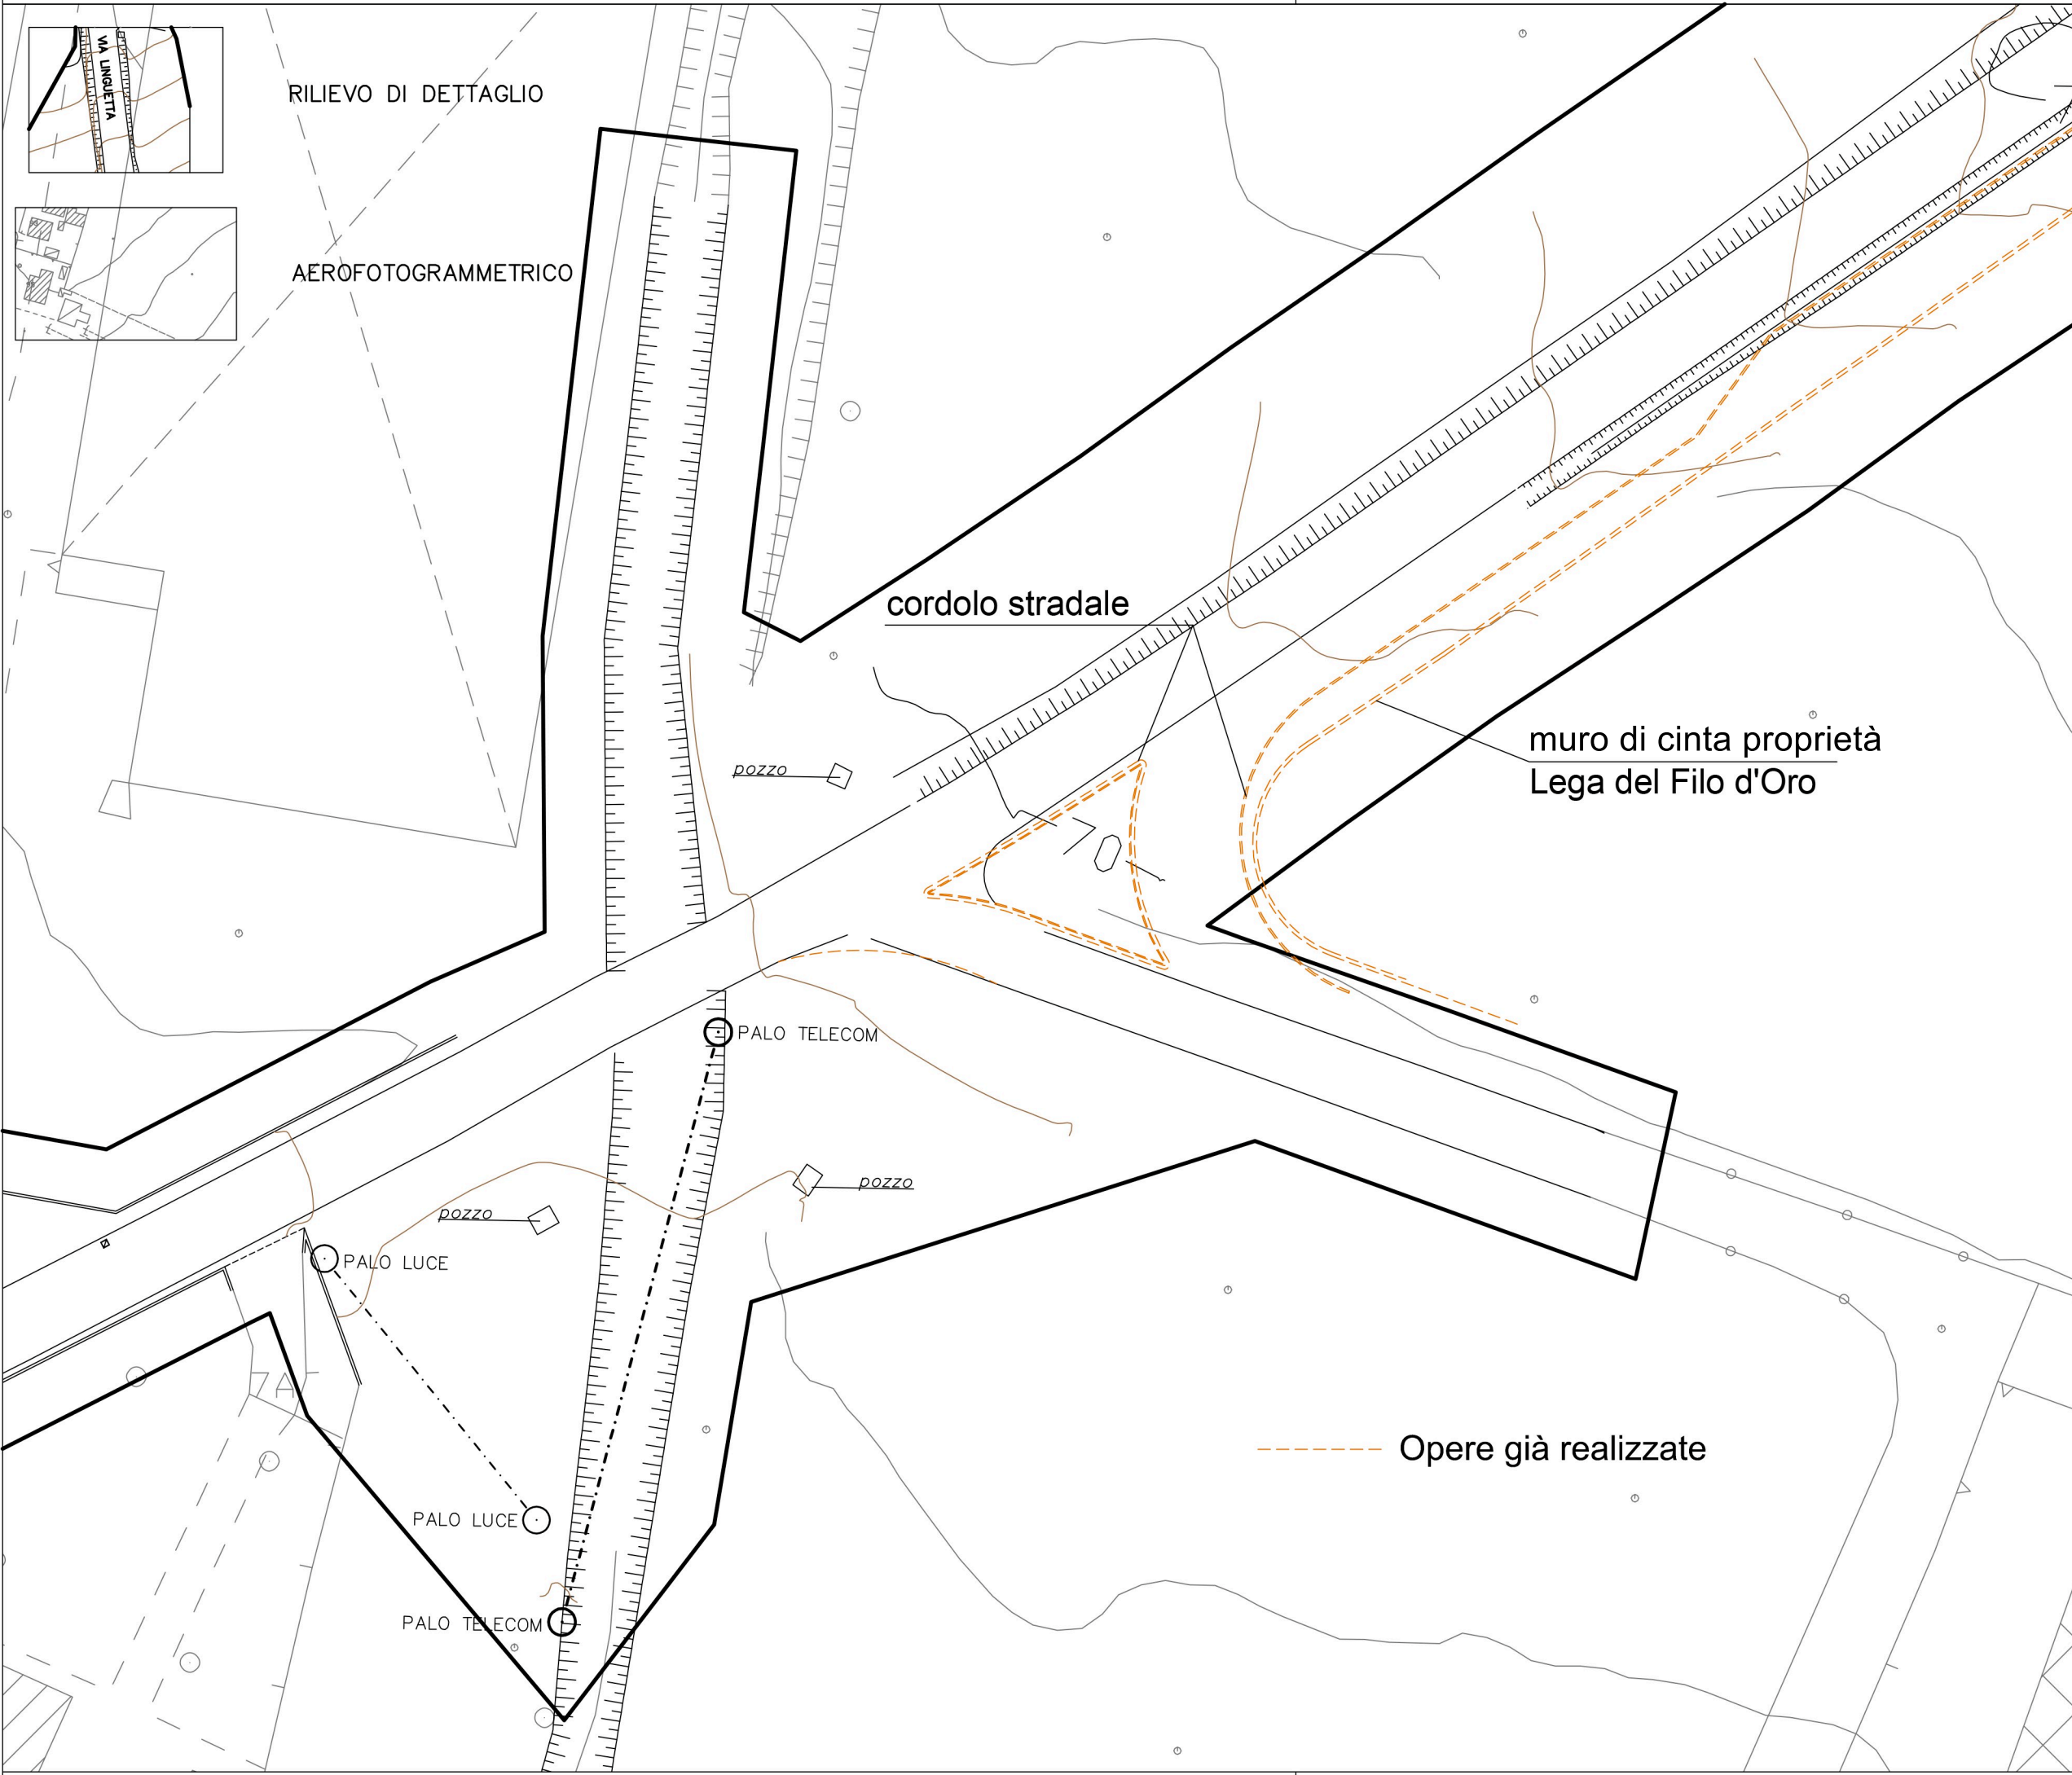 VIA LINGUETTA
RILIEVO DI DETTAGLIO
AEROFOTOGRAMMETRICO
cordolo stradale
muro di cinta proprietà
Lega del Filo d'Oro
pozzo
PALO TELECOM
pozzo
pozzo
PALO LUCE
Opere già realizzate
PALO LUCE
PALO TELECOM